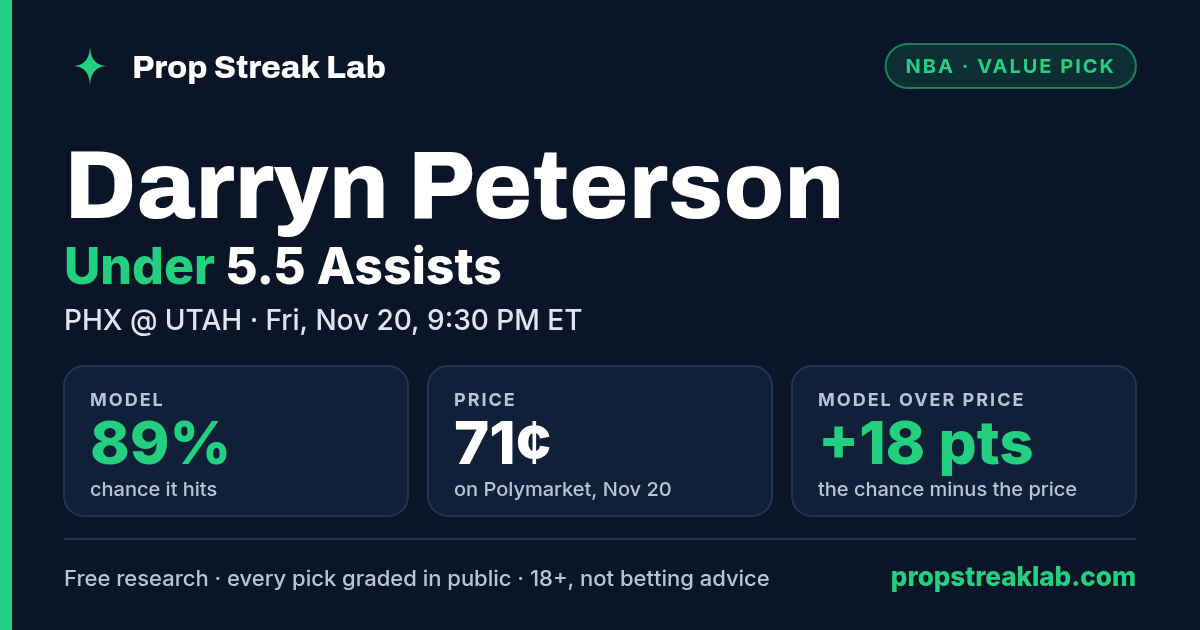 Prop Streak Lab
NBA · VALUE PICK
Darryn Peterson
Under 5.5 Assists
PHX @ UTAH · Fri, Nov 20, 9:30 PM ET
MODEL
89%
chance it hits
PRICE
71¢
on Polymarket, Nov 20
MODEL OVER PRICE
+18 pts
the chance minus the price
Free research · every pick graded in public · 18+, not betting advice
propstreaklab.com